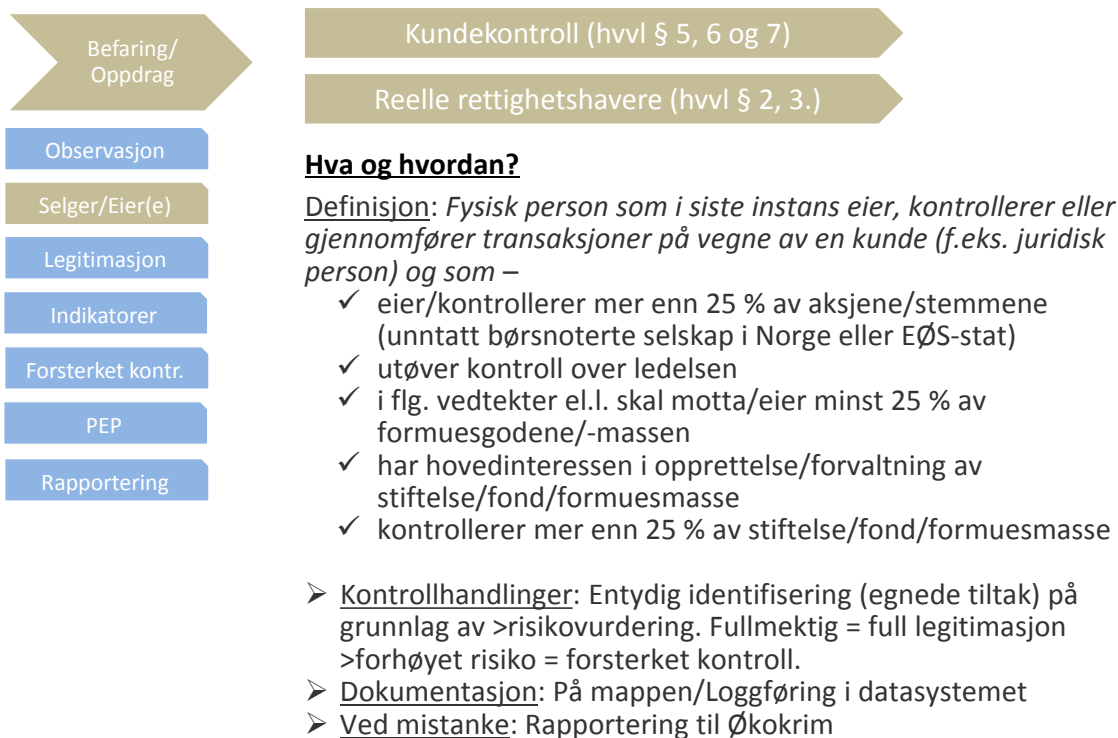 Befaring/
Oppdrag
Kundekontroll (hvvl § 5, 6 og 7)
Reelle rettighetshavere (hvvl § 2, 3.)
Observasjon
Selger/Eier(e)
Legitimasjon
Indikatorer
Forsterket kontr.
PEP
Rapportering
Hva og hvordan?
Definisjon: Fysisk person som i siste instans eier, kontrollerer eller
gjennomfører transaksjoner på vegne av en kunde (f.eks. juridisk
person) og som –
✓ eier/kontrollerer mer enn 25 % av aksjene/stemmene
(unntatt børsnoterte selskap i Norge eller EØS-stat)
✓ utøver kontroll over ledelsen
✓ i flg. vedtekter el.l. skal motta/eier minst 25 % av
formuesgodene/-massen
✓ har hovedinteressen i opprettelse/forvaltning av
stiftelse/fond/formuesmasse
✓ kontrollerer mer enn 25 % av stiftelse/fond/formuesmasse
➢ Kontrollhandlinger: Entydig identifisering (egnede tiltak) på
grunnlag av >risikovurdering. Fullmektig = full legitimasjon
>forhøyet risiko = forsterket kontroll.
➢ Dokumentasjon: På mappen/Loggføring i datasystemet
➢ Ved mistanke: Rapportering til Økokrim